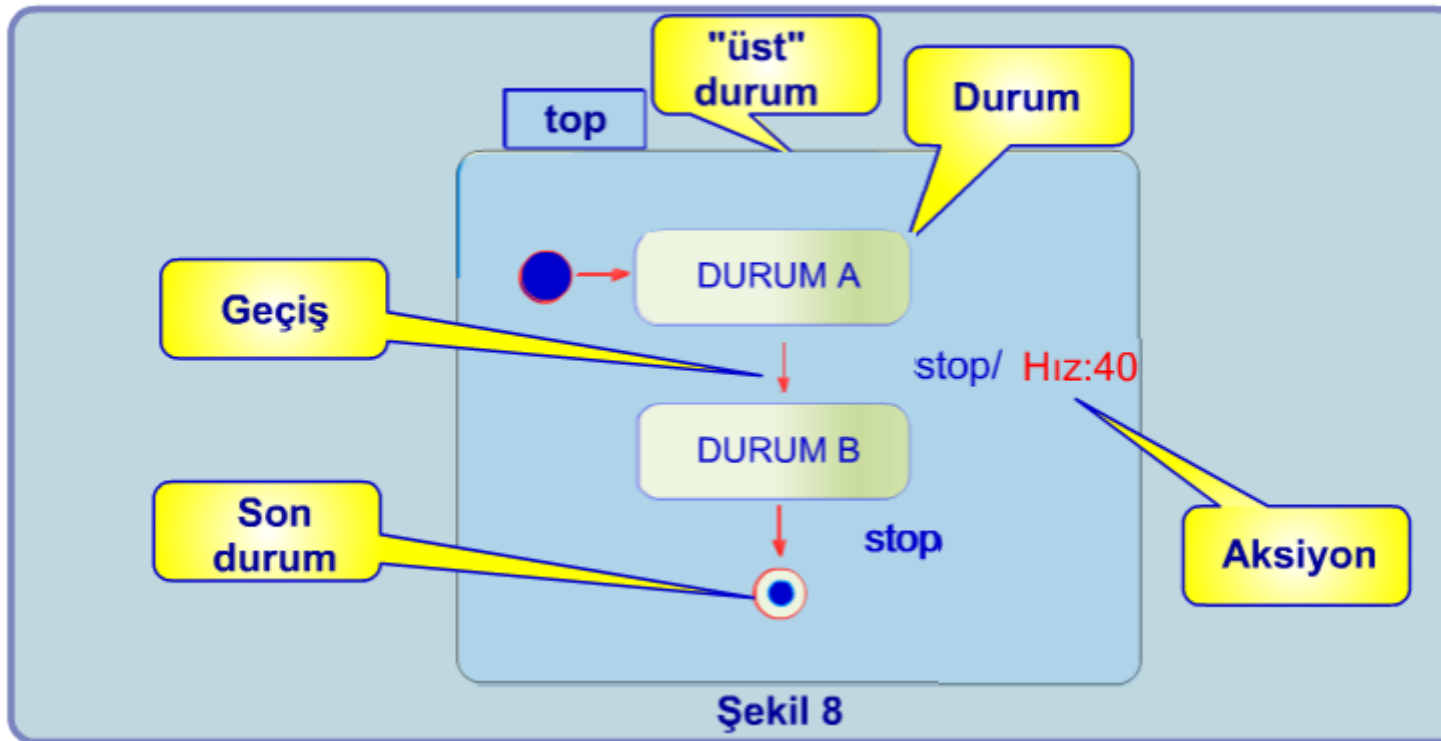 "üst"
durum
Durum
top
DURUM A
Geçiş
stop/ Hız:40
DURUM B
Son
durum
stop
Aksiyon
Şekil 8